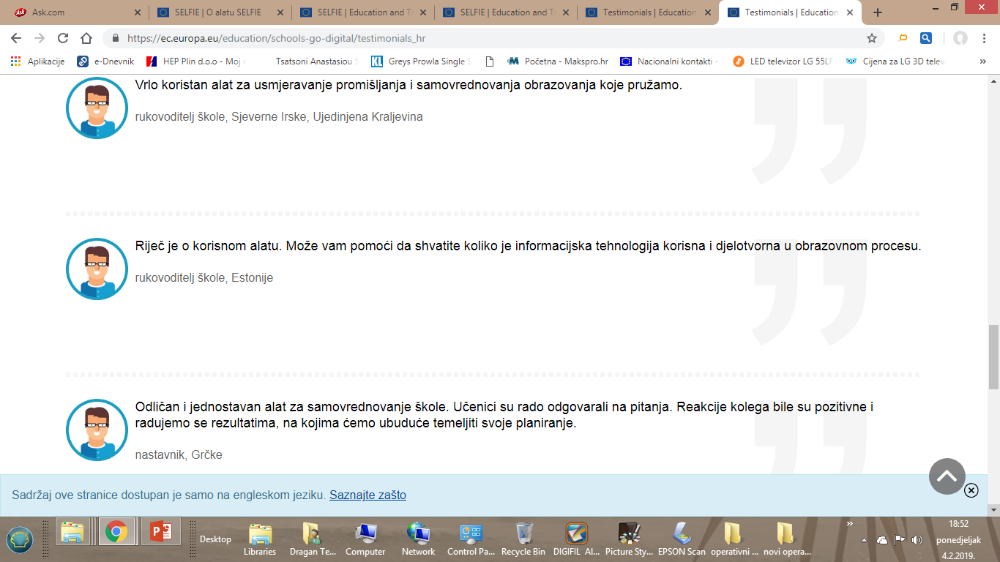 Ask.com
SELFIE | O alatu SELFIE
SELFIE | Education and T
SELFIE | Education and T
Testimonials | Education
Testimonials | Education
https://ec.europa.eu/education/schools-go-digital/testimonials_hr
Aplikacije
e-Dnevnik
HEP Plin d.o.o - Moj r
Tsatsoni Anastasiou S
Greys Prowla Single S
Početna - Makspro.hr
Nacionalni kontakti -
LED televizor LG 55LF
Cijena za LG 3D telev
»
Vrlo koristan alat za usmjeravanje promišljanja i samovrednovanja obrazovanja koje pružamo.
rukovoditelj škole, Sjeverne Irske, Ujedinjena Kraljevina
Riječ je o korisnom alatu. Može vam pomoći da shvatite koliko je informacijska tehnologija korisna i djelotvorna u obrazovnom procesu.
rukovoditelj škole, Estonije
Odličan i jednostavan alat za samovrednovanje škole. Učenici su rado odgovarali na pitanja. Reakcije kolega bile su pozitivne i
radujemo se rezultatima, na kojima ćemo ubuduće temeljiti svoje planiranje.
nastavnik, Grčke
Sadržaj ove stranice dostupan je samo na engleskom jeziku. Saznajte zašto
Desktop
Libraries
Dragan Te...
Computer
Network
Control Pa...
Recycle Bin
DIGIFIL Al...
Picture Sty...
EPSON Scan
operativni ...
novi opera...
»
18:52
ponedjeljak
4.2.2019.